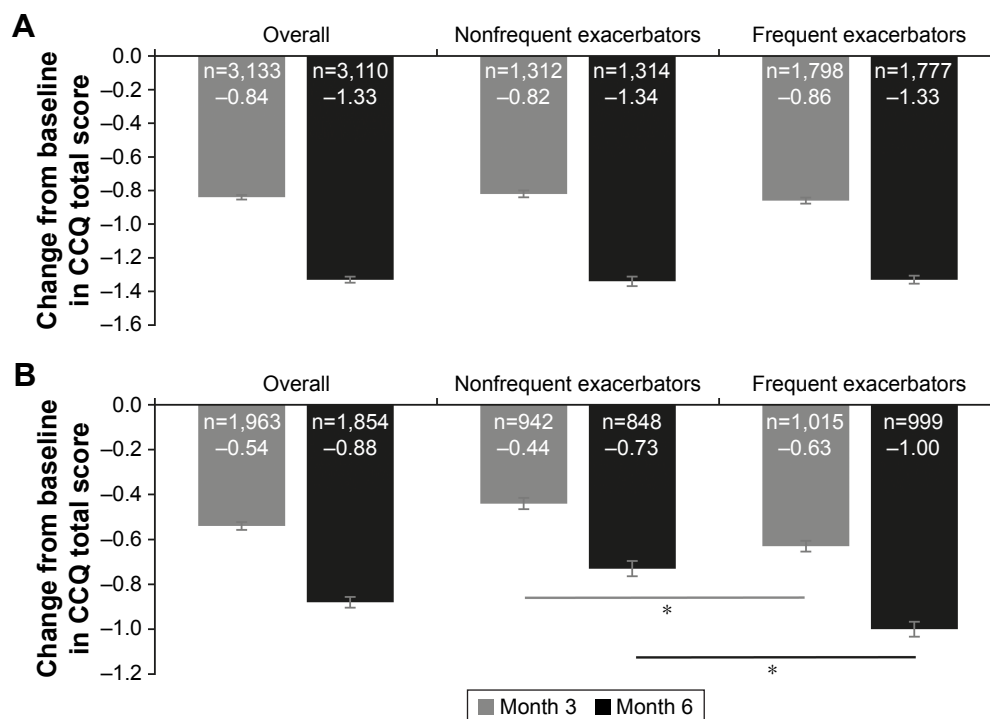 A
Overall
Nonfrequent exacerbators
Frequent exacerbators
Change from baseline
in CCQ total score
0.0
–0.2
–0.4
–0.6
–0.8
–1.0
–1.2
–1.4
–1.6
n=3,133
–0.84
n=3,110
–1.33
n=1,312
–0.82
n=1,314
–1.34
n=1,798
–0.86
n=1,777
–1.33
B
Overall
Nonfrequent exacerbators
Frequent exacerbators
Change from baseline
in CCQ total score
0.0
–0.2
–0.4
–0.6
–0.8
–1.0
–1.2
n=1,963
–0.54
n=1,854
–0.88
n=942
–0.44
n=848
–0.73
n=1,015
–0.63
n=999
–1.00
*
*
Month 3
Month 6